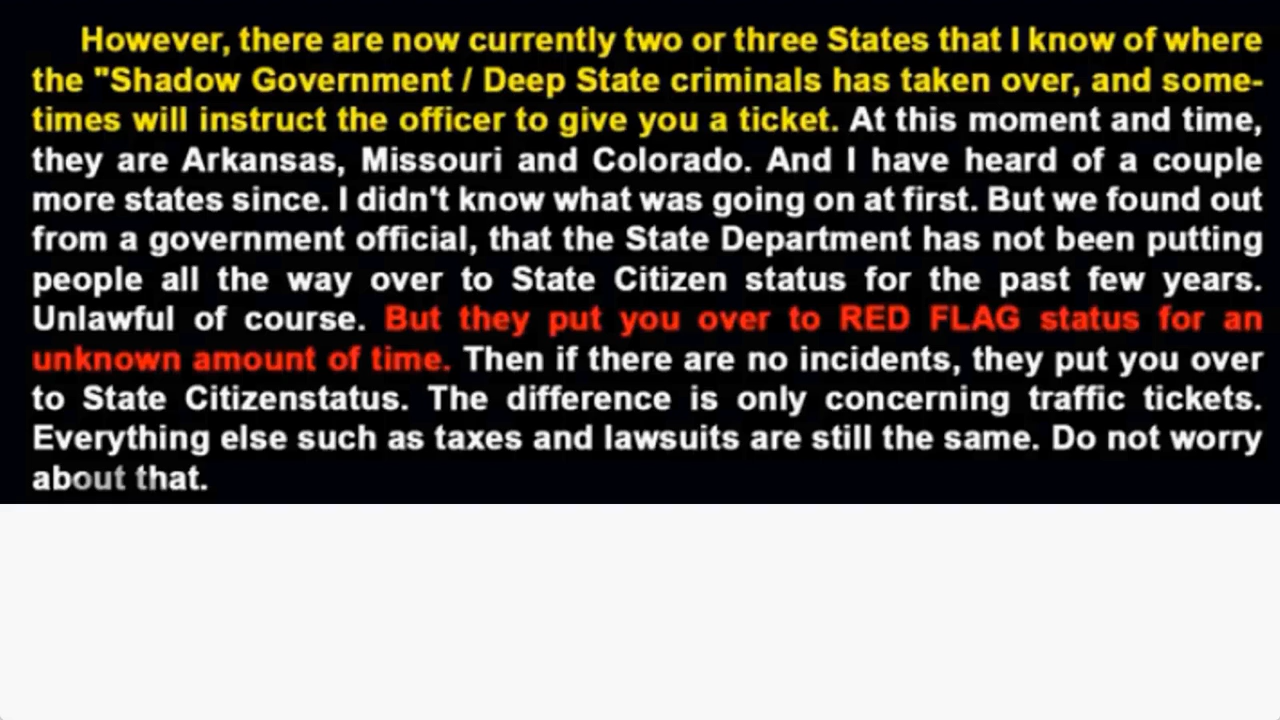 However, there are now currently two or three States that I know of where
the "Shadow Government / Deep State criminals has taken over, and some-
times will instruct the officer to give you a ticket. At this moment and time,
they are Arkansas, Missouri and Colorado. And I have heard of a couple
more states since. I didn't know what was going on at first. But we found out
from a government official, that the State Department has not been putting
people all the way over to State Citizen status for the past few years.
Unlawful of course. But they put you over to RED FLAG status for an
unknown amount of time. Then if there are no incidents, they put you over
to State Citizenstatus. The difference is only concerning traffic tickets.
Everything else such as taxes and lawsuits are still the same. Do not worry
about that.